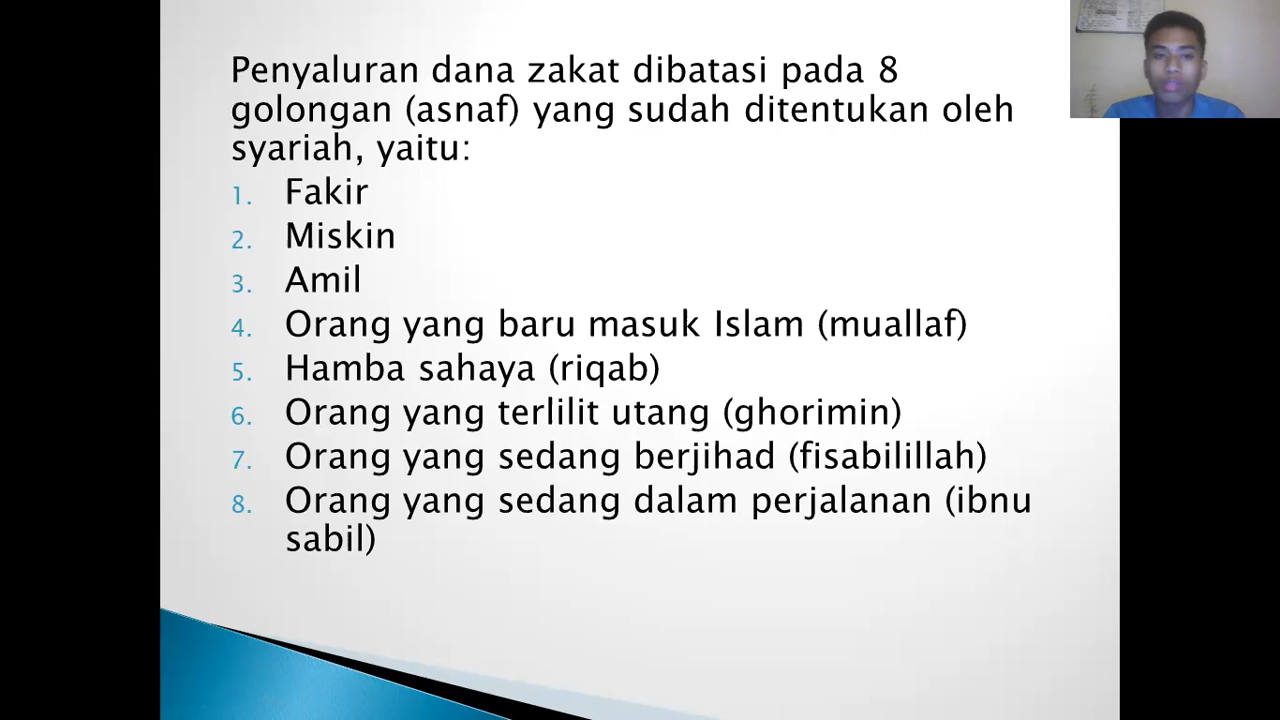 Penyaluran dana zakat dibatasi pada 8
golongan (asnaf) yang sudah ditentukan oleh
syariah, yaitu:
1. Fakir
2. Miskin
3. Amil
4. Orang yang baru masuk Islam (muallaf)
5. Hamba sahaya (riqab)
6. Orang yang terlilit utang (ghorimin)
7. Orang yang sedang berjihad (fisabilillah)
8. Orang yang sedang dalam perjalanan (ibnu
sabil)